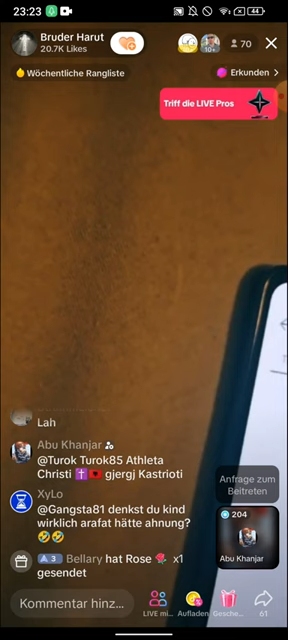 23:23
44
Bruder Harut
20.7K Likes
10+
70
Wöchentliche Rangliste
Erkunden >
Triff die LIVE Pros
Lah
Abu Khanjar
@Turok Turok85 Athleta
Christi ✝️🇦🇱 gjergj Kastrioti
XyLo
@Gangsta81 denkst du kind
wirklich arafat hätte ahnung?
🤣🤣
3 Bellary hat Rose 🌹 x1
gesendet
Anfrage zum
Beitreten
204
Abu Khanjar
Kommentar hinz...
LIVE mi...
Aufladen
Gesche...
61